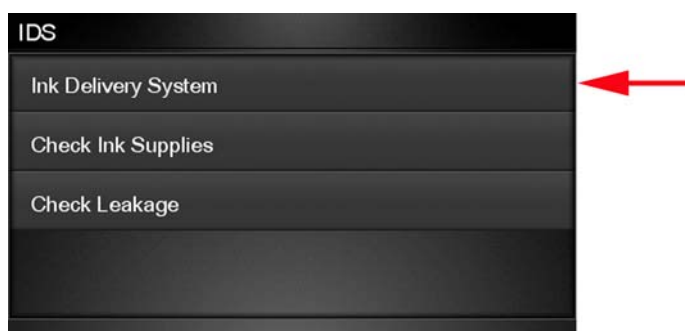 IDS
Ink Delivery System
Check Ink Supplies
Check Leakage